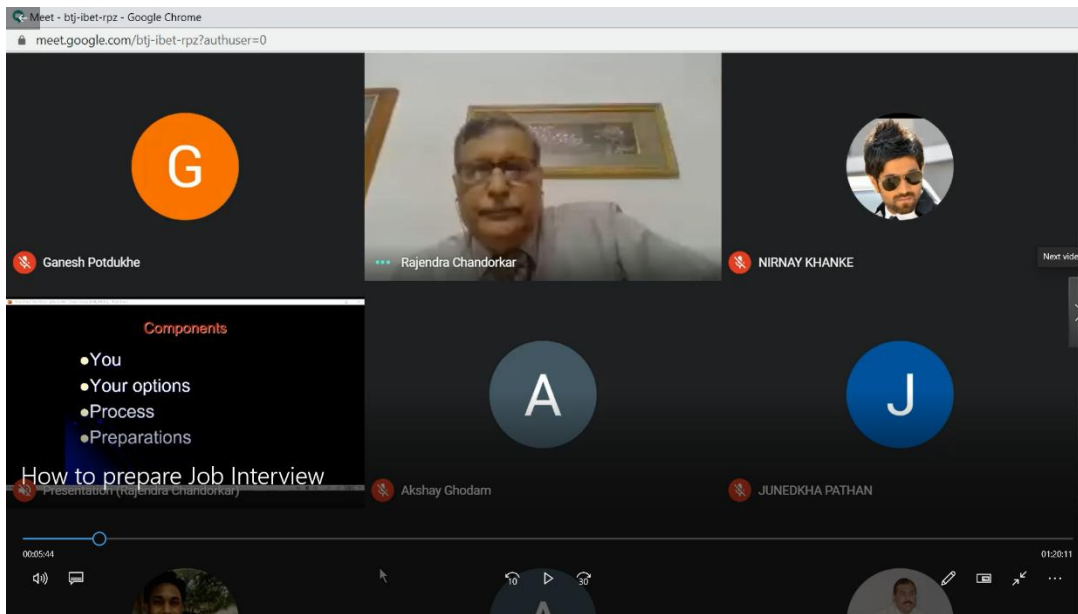 Meet - btj-ibet-rpz - Google Chrome
meet.google.com/btj-ibet-rpz?authuser=0
G
Ganesh Potdukhe
Rajendra Chandorkar
NIRNAY KHANKE
Next vide
Components
You
Your options
Process
Preparations
How to prepare Job Interview
Presentation (Rajendra Chandorkar)
A
Akshay Ghodam
J
JUNEDKHA PATHAN
00:05:44
01:20:11
10
30
A